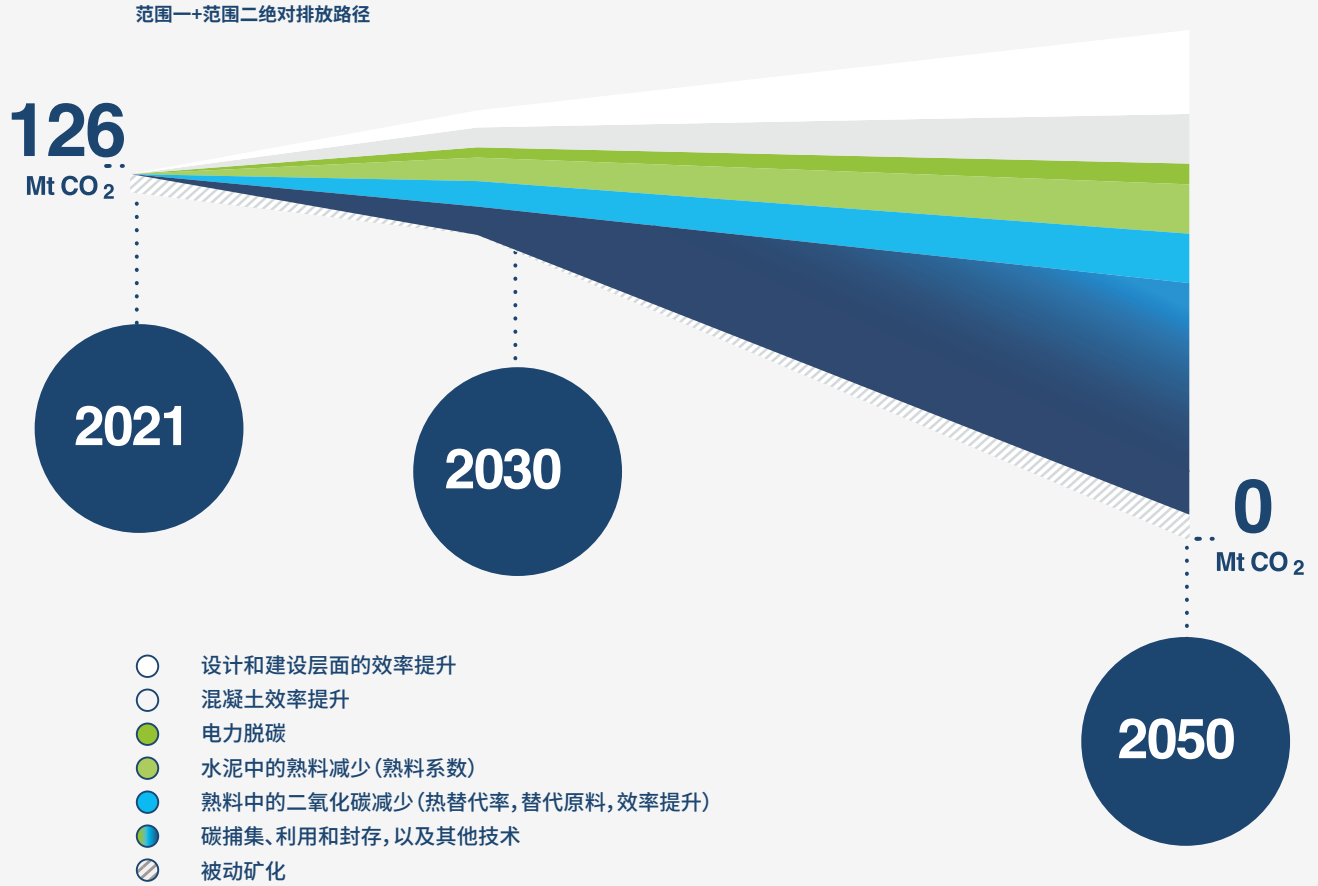 范围一+范围二绝对排放路径
126
Mt CO 2
2021
2030
0
Mt CO 2
2050
设计和建设层面的效率提升
混凝土效率提升
电力脱碳
水泥中的熟料减少(熟料系数)
熟料中的二氧化碳减少(热替代率,替代原料,效率提升)
碳捕集、利用和封存,以及其他技术
被动矿化